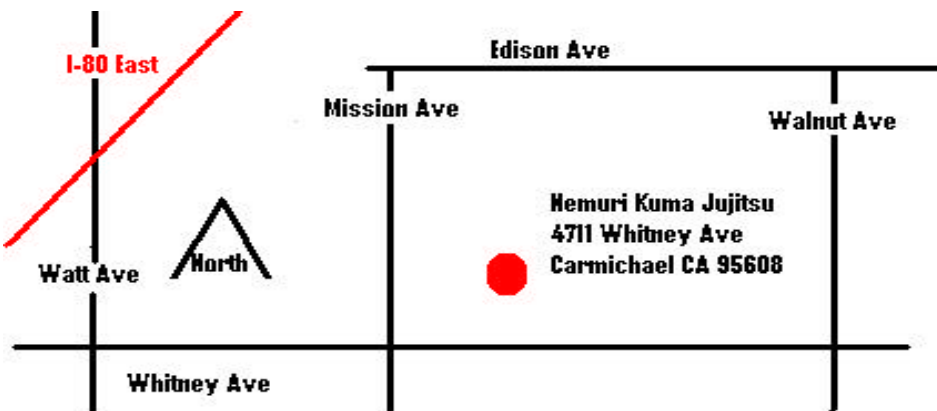 Edison Ave
I-80 East
Mission Ave
Walnut Ave
Nemuri Kuma Jujitsu
4711 Whitney Ave
Carmichael CA 95608
North
Watt Ave
Whitney Ave